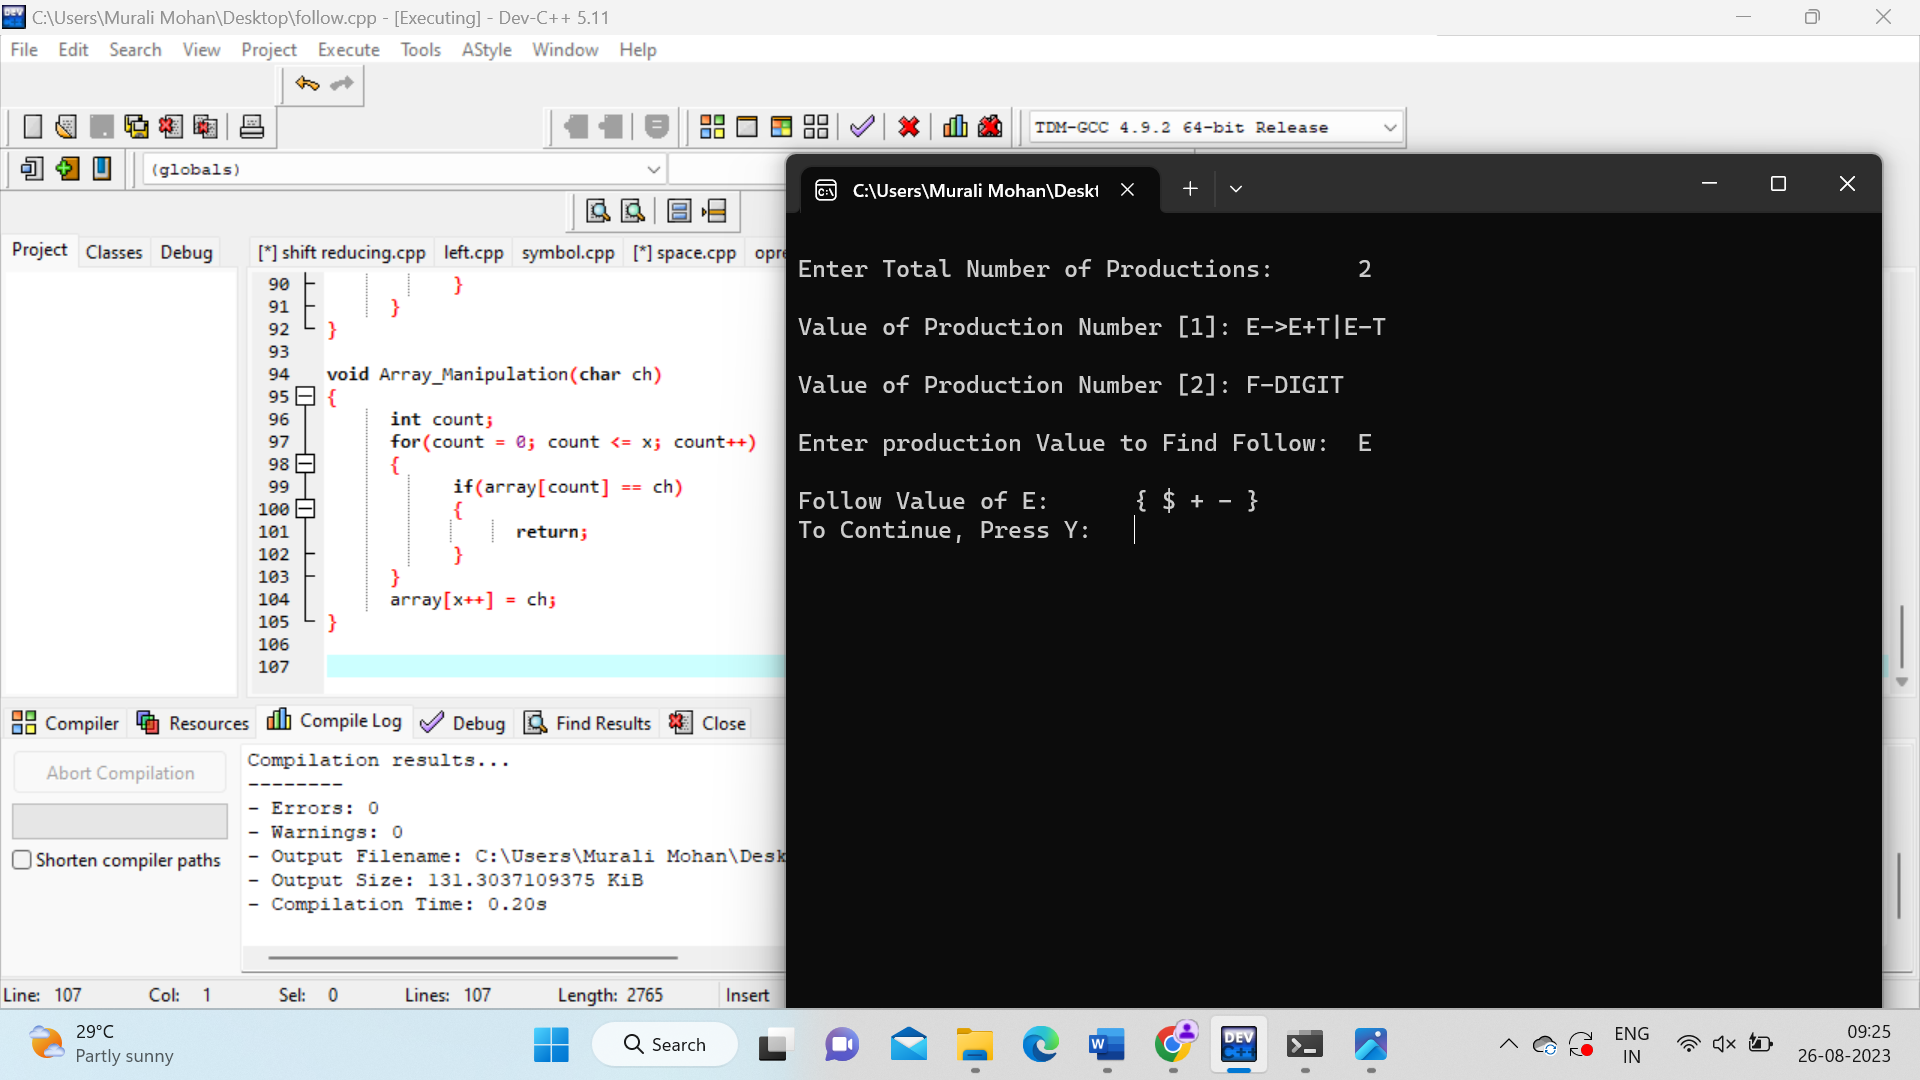 C:\Users\Murali Mohan\Desktop\follow.cpp - [Executing] - Dev-C++ 5.11
File Edit Search View Project Execute Tools AStyle Window Help
TDM-GCC 4.9.2 64-bit Release
(globals)
Project Classes Debug
[*] shift reducing.cpp left.cpp symbol.cpp [*] space.cpp opre
90 }
91 }
92 }
93
94 void Array_Manipulation(char ch)
95 {
96 int count;
97 for(count = 0; count <= x; count++)
98 {
99 if(array[count] == ch)
100 {
101 return;
102 }
103 }
104 array[x++] = ch;
105 }
106
107
C:\Users\Murali Mohan\Deskt
Enter Total Number of Productions: 2
Value of Production Number [1]: E->E+T|E-T
Value of Production Number [2]: F-DIGIT
Enter production Value to Find Follow: E
Follow Value of E: { $ + - }
To Continue, Press Y:
Compiler Resources Compile Log Debug Find Results Close
Abort Compilation
Shorten compiler paths
Compilation results...
--------
- Errors: 0
- Warnings: 0
- Output Filename: C:\Users\Murali Mohan\Desk
- Output Size: 131.3037109375 KiB
- Compilation Time: 0.20s
Line: 107 Col: 1 Sel: 0 Lines: 107 Length: 2765 Insert
29°C
Partly sunny
Search
W
DEV
C++
ENG
IN
09:25
26-08-2023